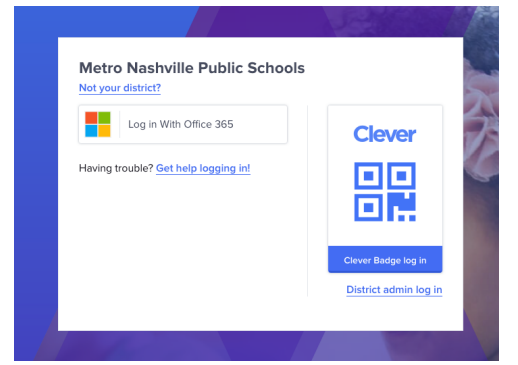 Metro Nashville Public Schools
Not your district?
Log in With Office 365
Having trouble? Get help logging in!
Clever
Clever Badge log in
District admin log in